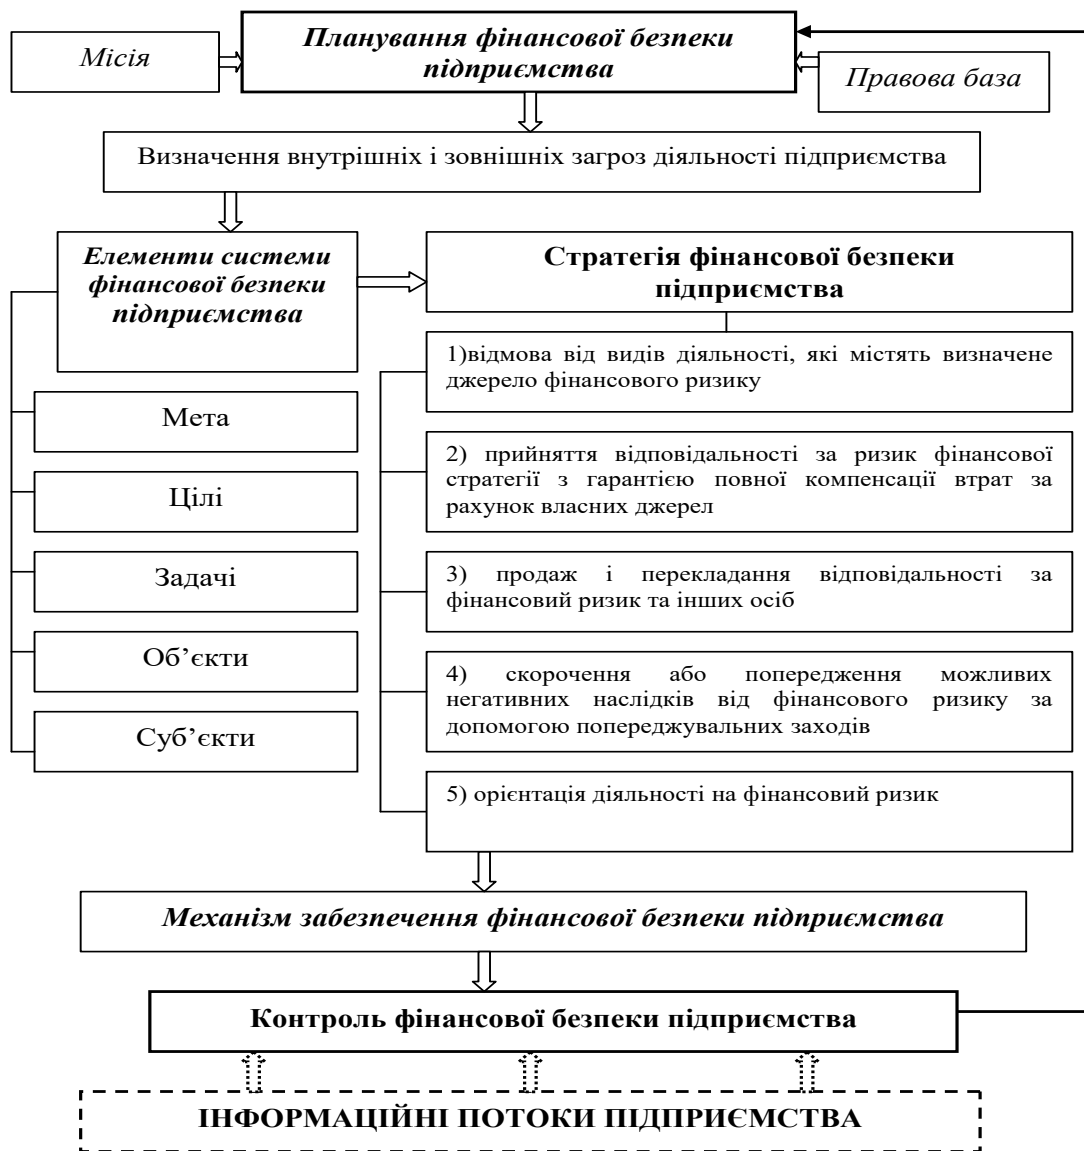 Планування фінансової безпеки
підприємства
Місія
Правова база
Визначення внутрішніх і зовнішніх загроз діяльності підприємства
Елементи системи
фінансової безпеки
підприємства
Мета
Цілі
Задачі
Об’єкти
Суб’єкти
Стратегія фінансової безпеки
підприємства
1)відмова від видів діяльності, які містять визначене
джерело фінансового ризику
2) прийняття відповідальності за ризик фінансової
стратегії з гарантією повної компенсації втрат за
рахунок власних джерел
3) продаж і перекладання відповідальності за
фінансовий ризик та інших осіб
4) скорочення або попередження можливих
негативних наслідків від фінансового ризику за
допомогою попереджувальних заходів
5) орієнтація діяльності на фінансовий ризик
Механізм забезпечення фінансової безпеки підприємства
Контроль фінансової безпеки підприємства
ІНФОРМАЦІЙНІ ПОТОКИ ПІДПРИЄМСТВА